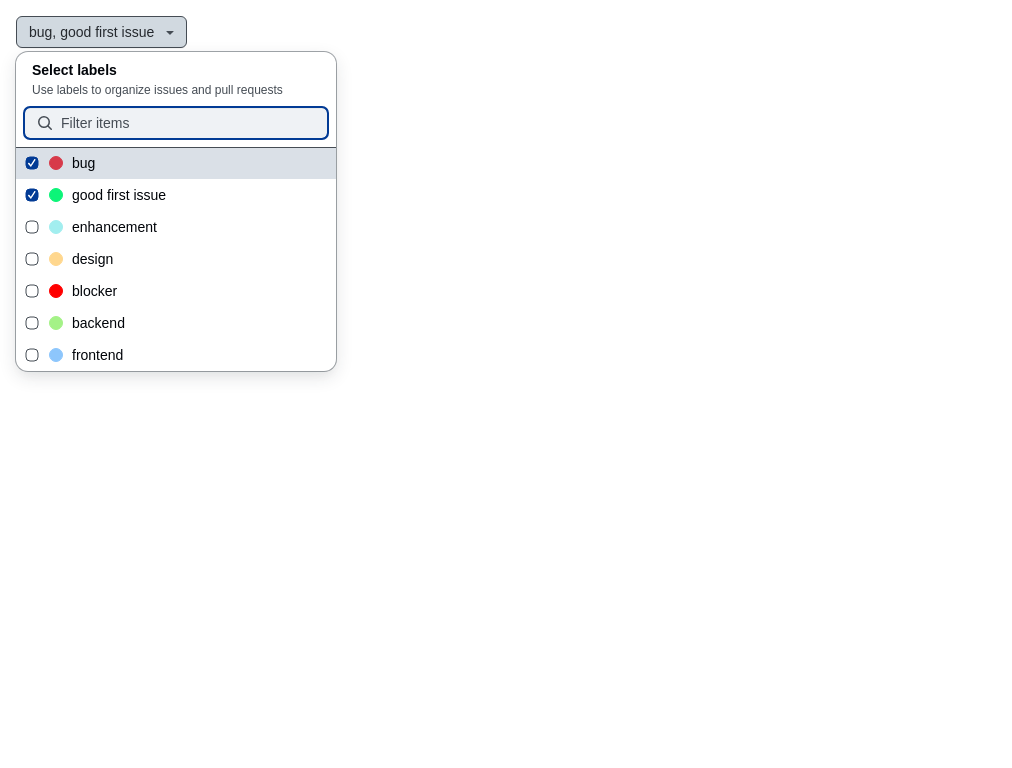 bug, good first issue
Select labels
Use labels to organize issues and pull requests
Filter items
bug
good first issue
enhancement
design
blocker
backend
frontend